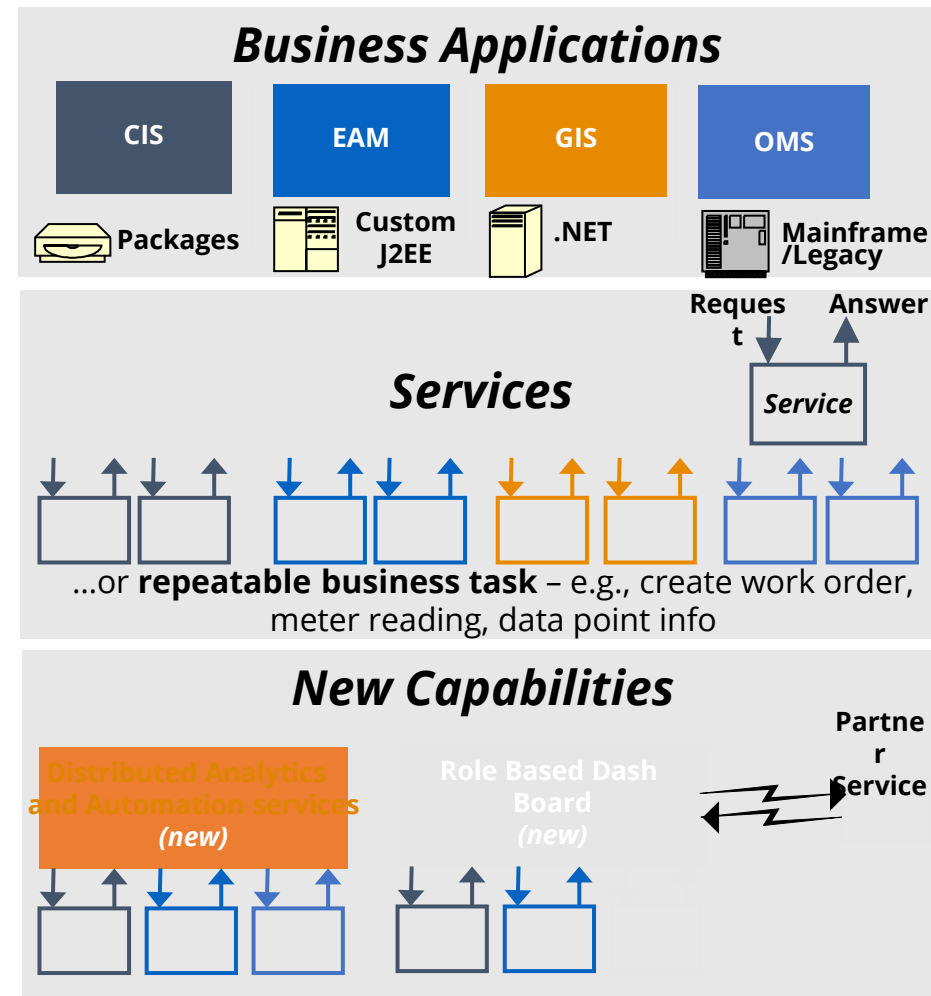 Business Applications
CIS
EAM
GIS
OMS
Packages
Custom
J2EE
.NET
Mainframe
/Legacy
Reques
t
Answer
Services
Service
...or repeatable business task – e.g., create work order,
meter reading, data point info
New Capabilities
Partne
r
Service
Distributed Analytics
and Automation services
(new)
Role Based Dash
Board
(new)